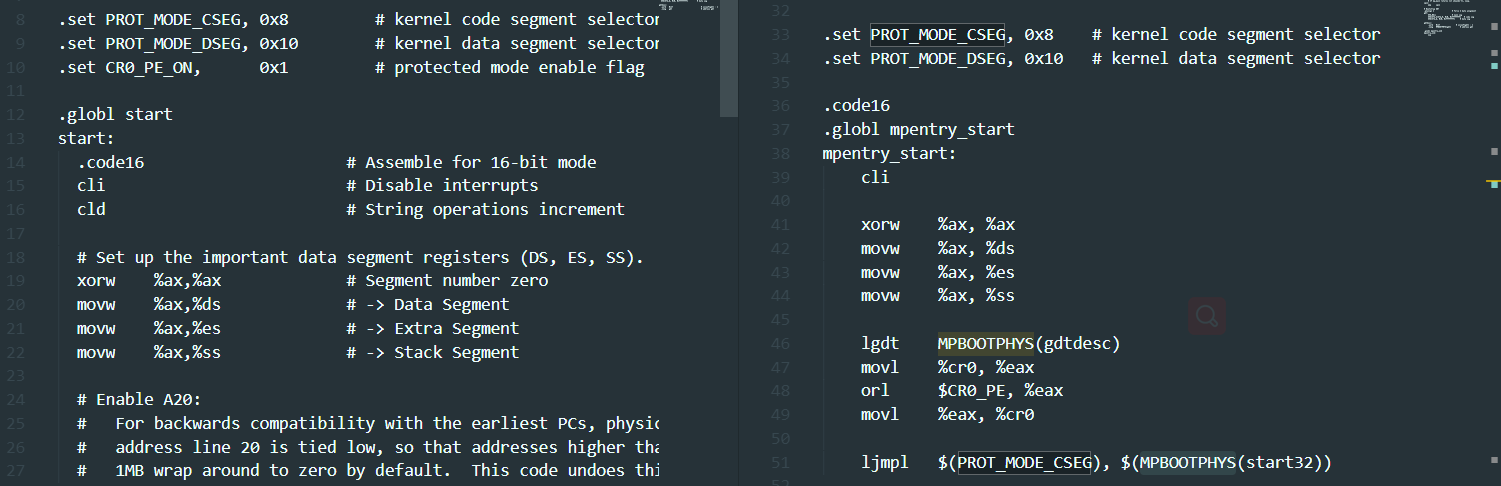 8 .set PROT_MODE_CSEG, 0x8 # kernel code segment selector
9 .set PROT_MODE_DSEG, 0x10 # kernel data segment selector
10 .set CR0_PE_ON, 0x1 # protected mode enable flag
11
12 .globl start
13 start:
14 .code16 # Assemble for 16-bit mode
15 cli # Disable interrupts
16 cld # String operations increment
17
18 # Set up the important data segment registers (DS, ES, SS).
19 xorw %ax,%ax # Segment number zero
20 movw %ax,%ds # -> Data Segment
21 movw %ax,%es # -> Extra Segment
22 movw %ax,%ss # -> Stack Segment
23
24 # Enable A20:
25 # For backwards compatibility with the earliest PCs, physic
26 # address line 20 is tied low, so that addresses higher tha
27 # 1MB wrap around to zero by default. This code undoes thi
32
33 .set PROT_MODE_CSEG, 0x8 # kernel code segment selector
34 .set PROT_MODE_DSEG, 0x10 # kernel data segment selector
35
36 .code16
37 .globl mpentry_start
38 mpentry_start:
39 cli
40
41 xorw %ax, %ax
42 movw %ax, %ds
43 movw %ax, %es
44 movw %ax, %ss
45
46 lgdt MPBOOTPHYS(gdtdesc)
47 movl %cr0, %eax
48 orl $CR0_PE, %eax
49 movl %eax, %cr0
50
51 ljmpl $(PROT_MODE_CSEG), $(MPBOOTPHYS(start32))